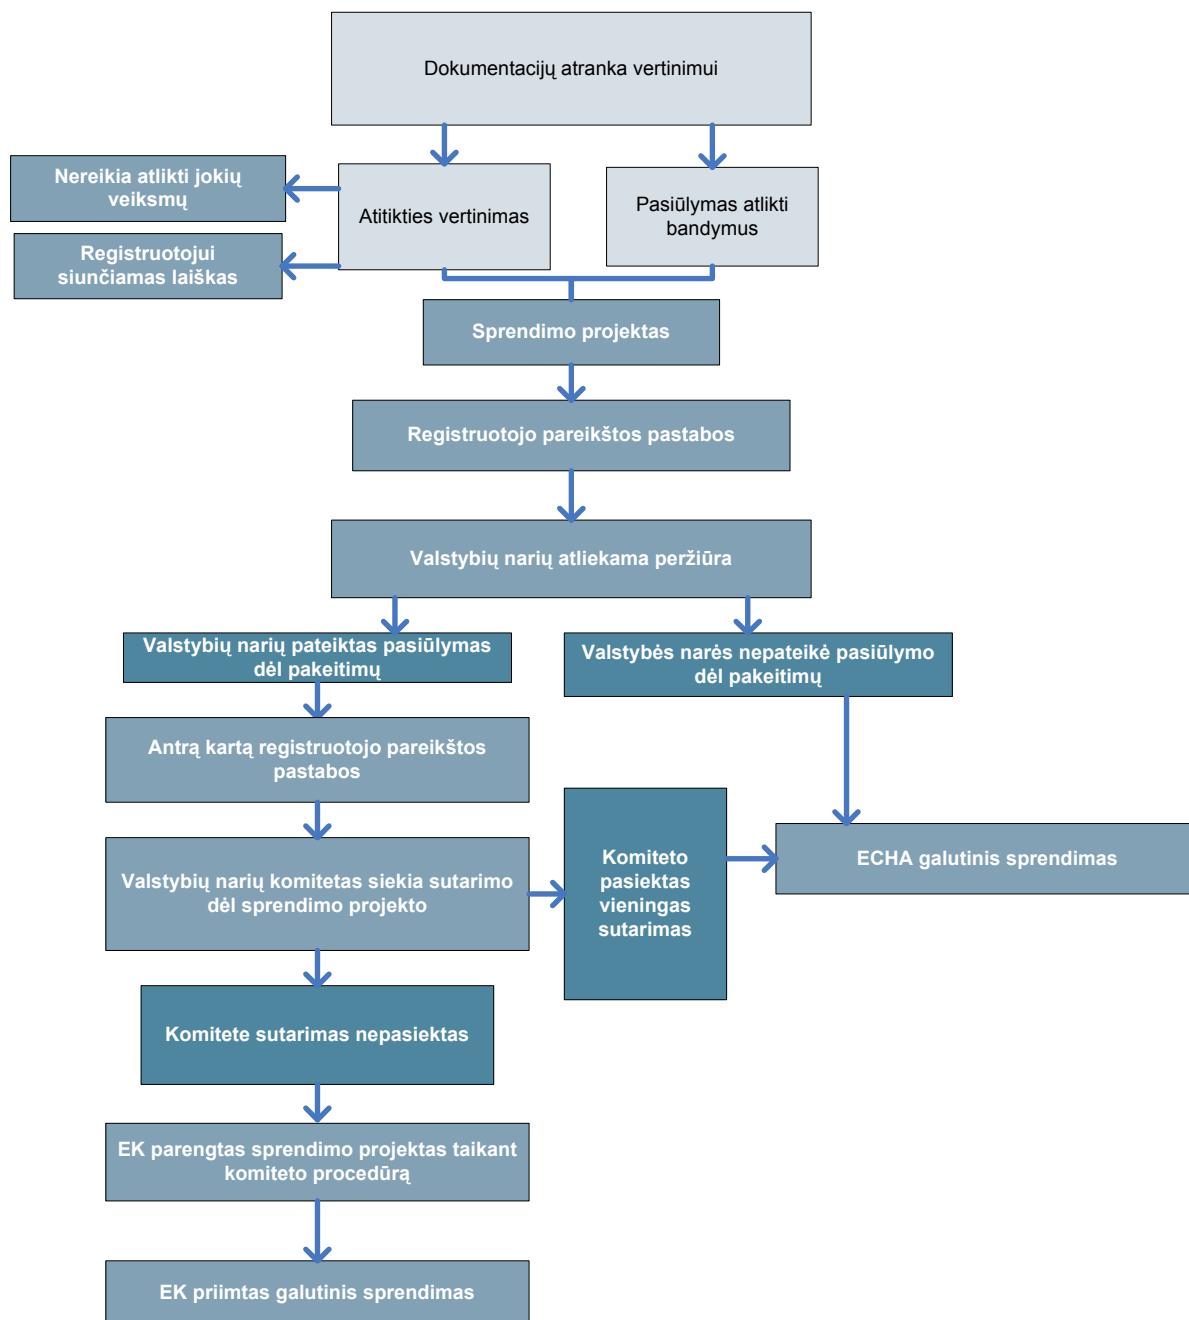 Dokumentacijų atranka vertinimui
Nereikia atlikti jokių
veiksmų
Atitikties vertinimas
Pasiūlymas atlikti
bandymus
Registruotojui
siunčiamas laiškas
Sprendimo projektas
Registruotojo pareikštos pastabos
Valstybių narių atliekama peržiūra
Valstybių narių pateiktas pasiūlymas
dėl pakeitimų
Valstybės narės nepateikė pasiūlymo
dėl pakeitimų
Antrą kartą registruotojo pareikštos
pastabos
Valstybių narių komitetas siekia sutarimo
dėl sprendimo projekto
Komiteto
pasiektas
vieningas
sutarimas
ECHA galutinis sprendimas
Komitete sutarimas nepasiektas
EK parengtas sprendimo projektas taikant
komiteto procedūrą
EK priimtas galutinis sprendimas